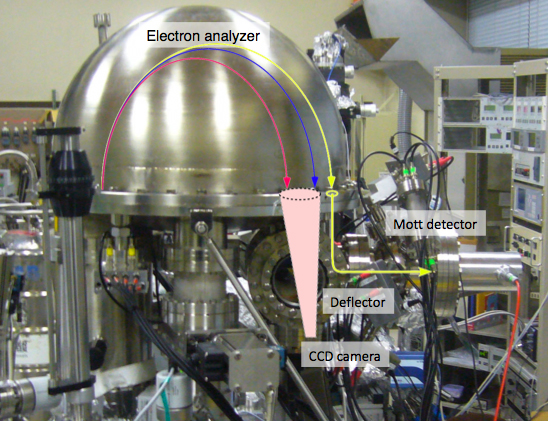 Electron analyzer
Mott detector
Deflector
CCD camera